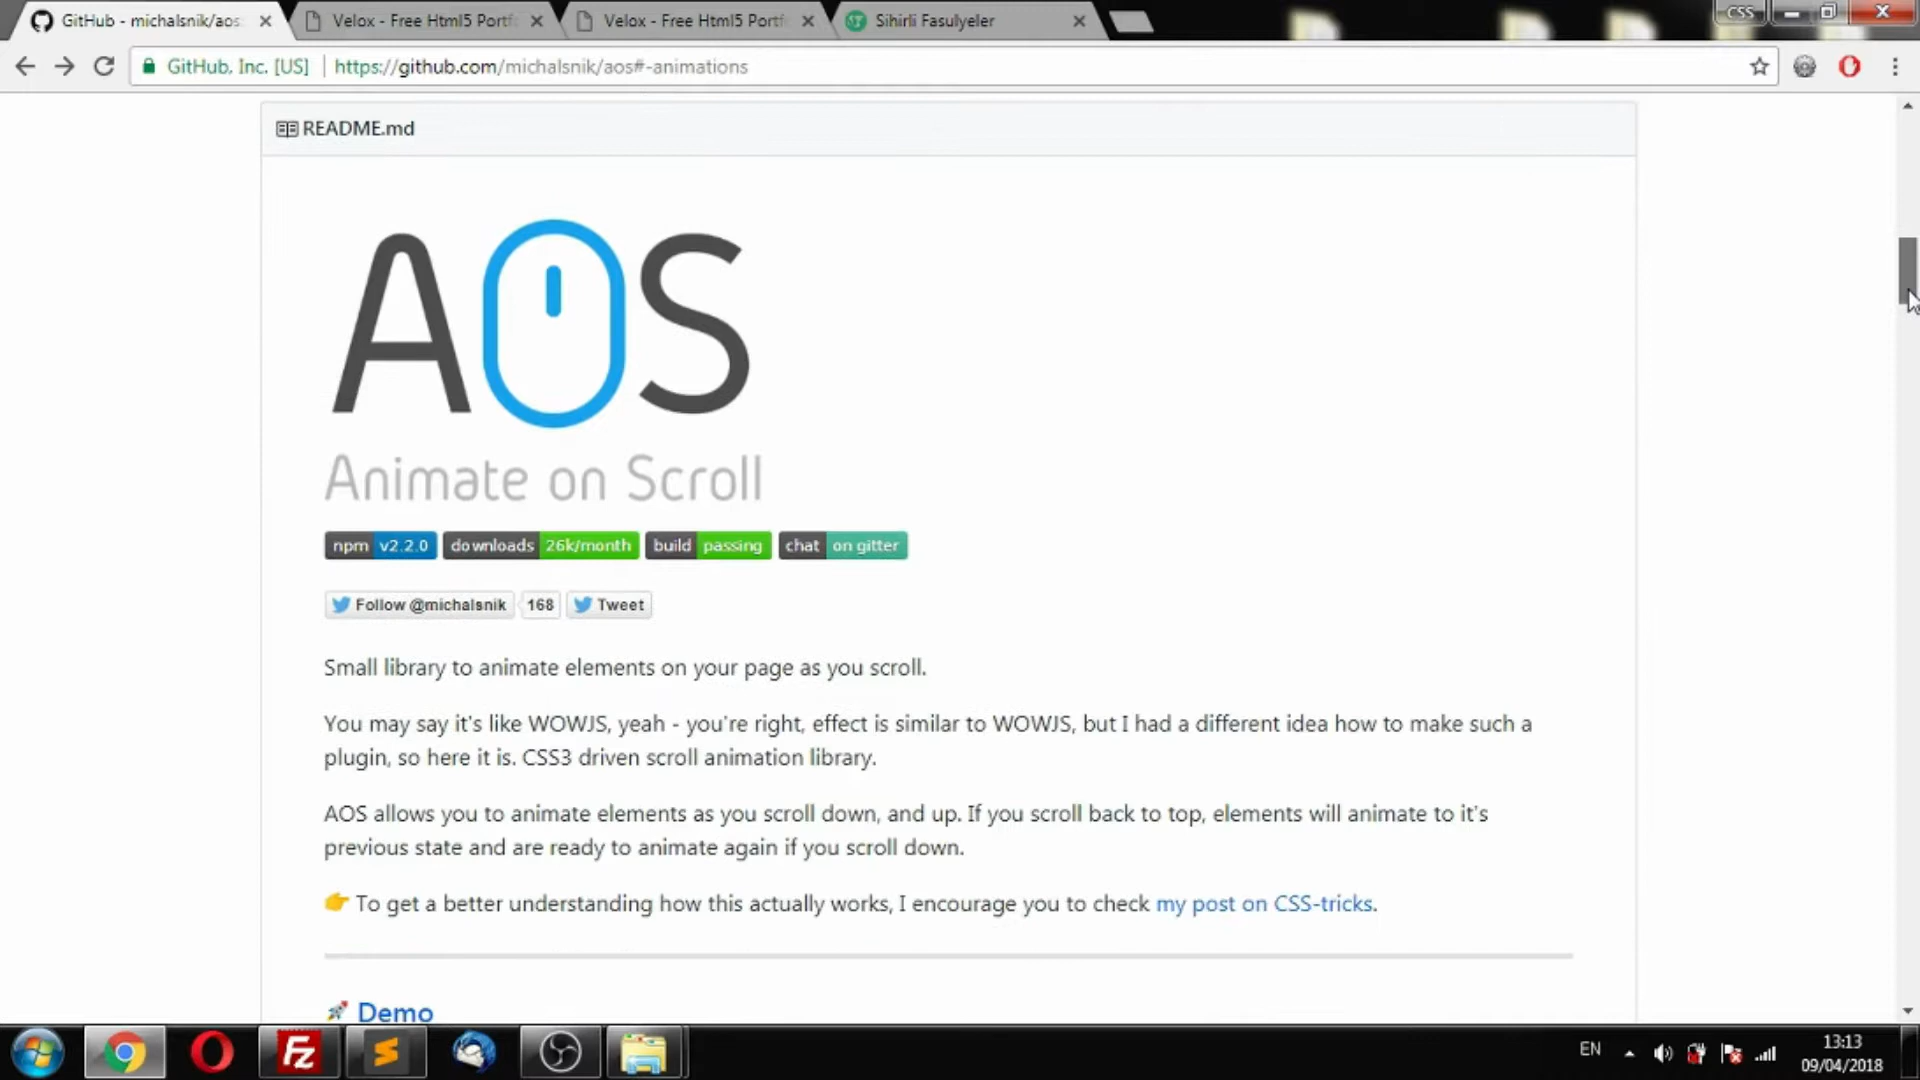 GitHub - michalsnik/aos
Velox - Free Html5 Portf
Velox - Free Html5 Portf
Sihirli Fasulyeler
CSS
GitHub, Inc. [US]
https://github.com/michalsnik/aos#-animations
README.md
AOS
Animate on Scroll
npm v2.2.0 downloads 26k/month build passing chat on gitter
Follow @michalsnik 168 Tweet
Small library to animate elements on your page as you scroll.
You may say it's like WOWJS, yeah - you're right, effect is similar to WOWJS, but I had a different idea how to make such a
plugin, so here it is. CSS3 driven scroll animation library.
AOS allows you to animate elements as you scroll down, and up. If you scroll back to top, elements will animate to it's
previous state and are ready to animate again if you scroll down.
👉 To get a better understanding how this actually works, I encourage you to check my post on CSS-tricks.
🚀 Demo
Fz
EN
13:13
09/04/2018